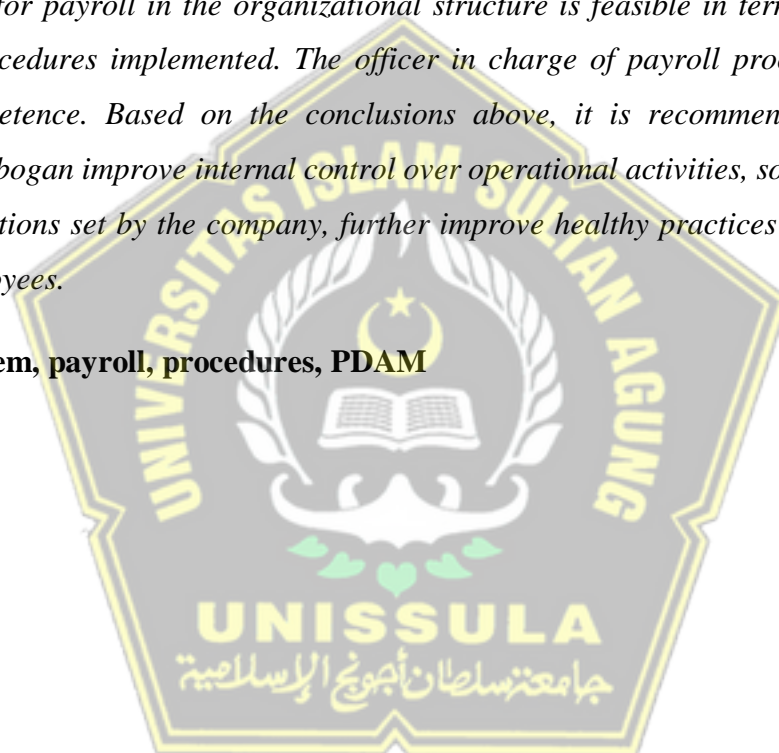 for payroll in the organizational structure is feasible in ter
cedures implemented. The officer in charge of payroll proc
etence. Based on the conclusions above, it is recommen
bogan improve internal control over operational activities, so
tions set by the company, further improve healthy practices
oyees.
em, payroll, procedures, PDAM
UNIVERSITAS ISLAM SULTAN AGUNG
UNISSULA
جامعة سلطان أجونج الإسلامية